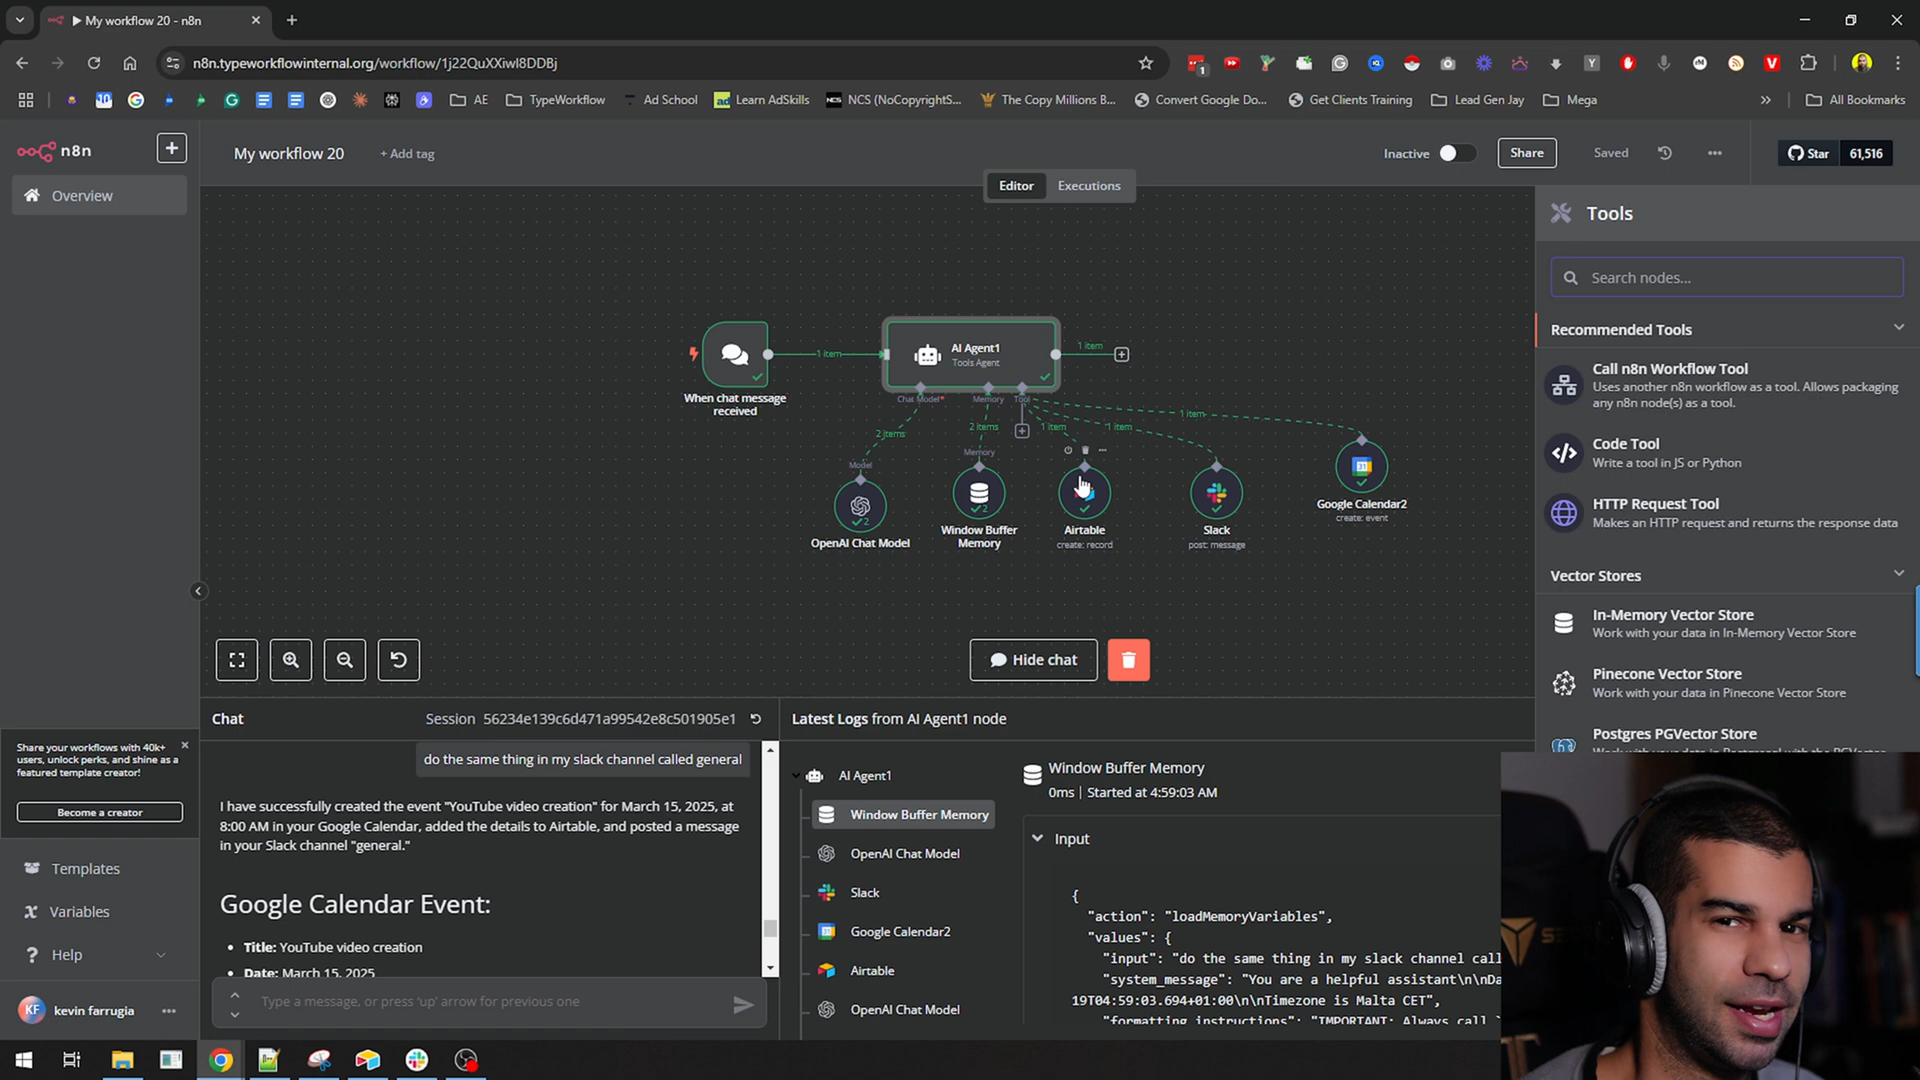 My workflow 20 - n8n
n8n.typeworkflowinternal.org/workflow/1j22QuXXiwI8DDBj
AE
TypeWorkflow
Ad School
Learn AdSkills
NCS (NoCopyrightS...
The Copy Millions B...
Convert Google Do...
Get Clients Training
Lead Gen Jay
Mega
All Bookmarks
n8n
Overview
My workflow 20
+ Add tag
Inactive
Share
Saved
Star
61,516
Editor
Executions
When chat message
received
1 item
AI Agent1
Tools Agent
1 item
Chat Model*
Memory
Tool
2 items
2 items
1 item
1 item
1 item
Model
Memory
OpenAI Chat Model
Window Buffer
Memory
Airtable
create: record
Slack
post: message
Google Calendar2
create: event
Hide chat
Tools
Search nodes...
Recommended Tools
Call n8n Workflow Tool
Uses another n8n workflow as a tool. Allows packaging
any n8n node(s) as a tool.
Code Tool
Write a tool in JS or Python
HTTP Request Tool
Makes an HTTP request and returns the response data
Vector Stores
In-Memory Vector Store
Work with your data in In-Memory Vector Store
Pinecone Vector Store
Work with your data in Pinecone Vector Store
Postgres PGVector Store
Share your workflows with 40k+
users, unlock perks, and shine as a
featured template creator!
Become a creator
Templates
Variables
Help
KF
kevin farrugia
Chat
Session 56234e139c6d471a99542e8c501905e1
do the same thing in my slack channel called general
I have successfully created the event "YouTube video creation" for March 15, 2025, at
8:00 AM in your Google Calendar, added the details to Airtable, and posted a message
in your Slack channel "general."
Google Calendar Event:
• Title: YouTube video creation
• Date: March 15, 2025
Type a message, or press 'up' arrow for previous one
Latest Logs from AI Agent1 node
AI Agent1
Window Buffer Memory
OpenAI Chat Model
Slack
Google Calendar2
Airtable
OpenAI Chat Model
Window Buffer Memory
0ms | Started at 4:59:03 AM
Input
{
"action": "loadMemoryVariables",
"values": {
"input": "do the same thing in my slack channel call
"system_message": "You are a helpful assistant\n\nDa
19T04:59:03.694+01:00\n\nTimezone is Malta CET",
"formatting_instructions": "IMPORTANT: Always call